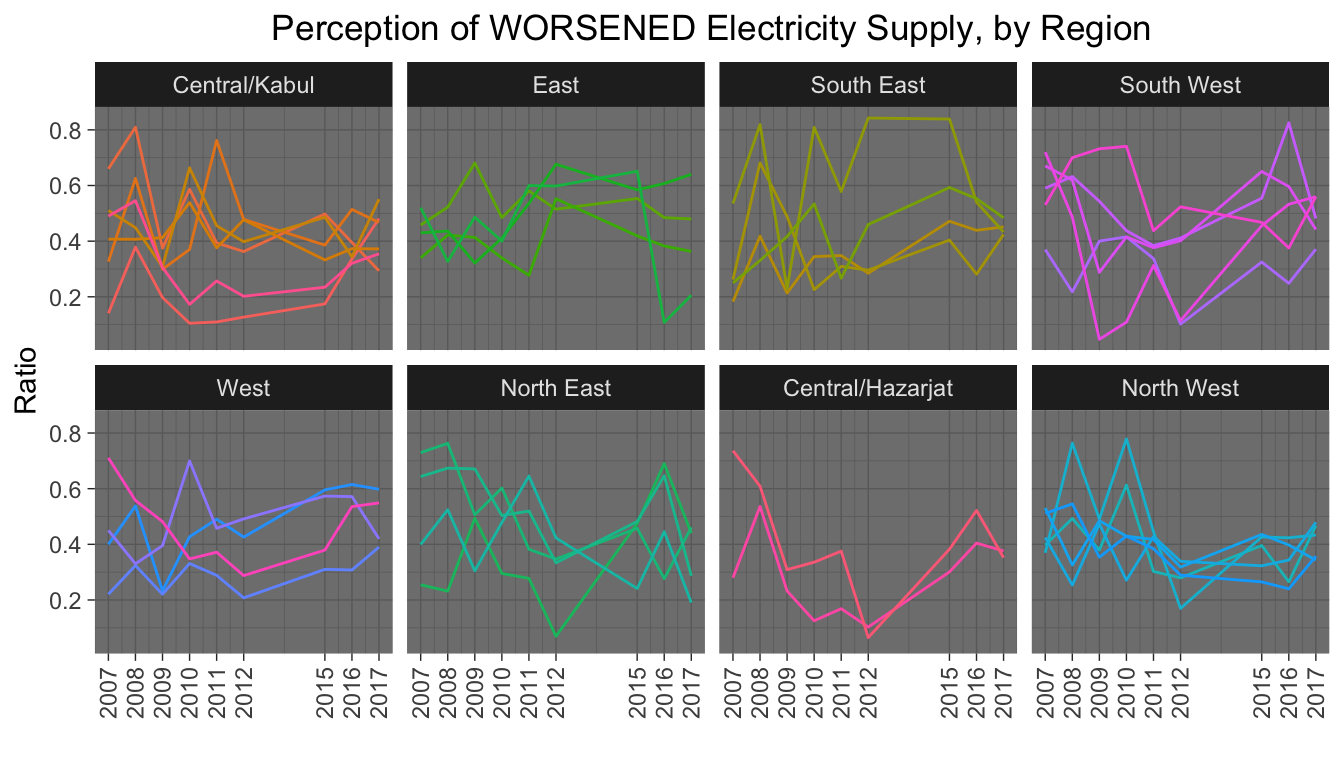 Perception of WORSENED Electricity Supply, by Region
Central/Kabul East South East South West
0.8
0.6
0.4
0.2
Ratio
West North East Central/Hazarjat North West
0.8
0.6
0.4
0.2
2007 2008 2009 2010 2011 2012 2015 2016 2017 2007 2008 2009 2010 2011 2012 2015 2016 2017 2007 2008 2009 2010 2011 2012 2015 2016 2017 2007 2008 2009 2010 2011 2012 2015 2016 2017